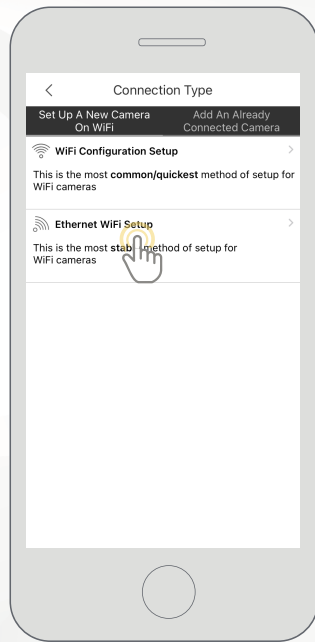 Connection Type
Set Up A New Camera
On WiFi
Add An Already
Connected Camera
WiFi Configuration Setup
This is the most common/quickest method of setup for
WiFi cameras
Ethernet WiFi Setup
This is the most stab method of setup for
WiFi cameras